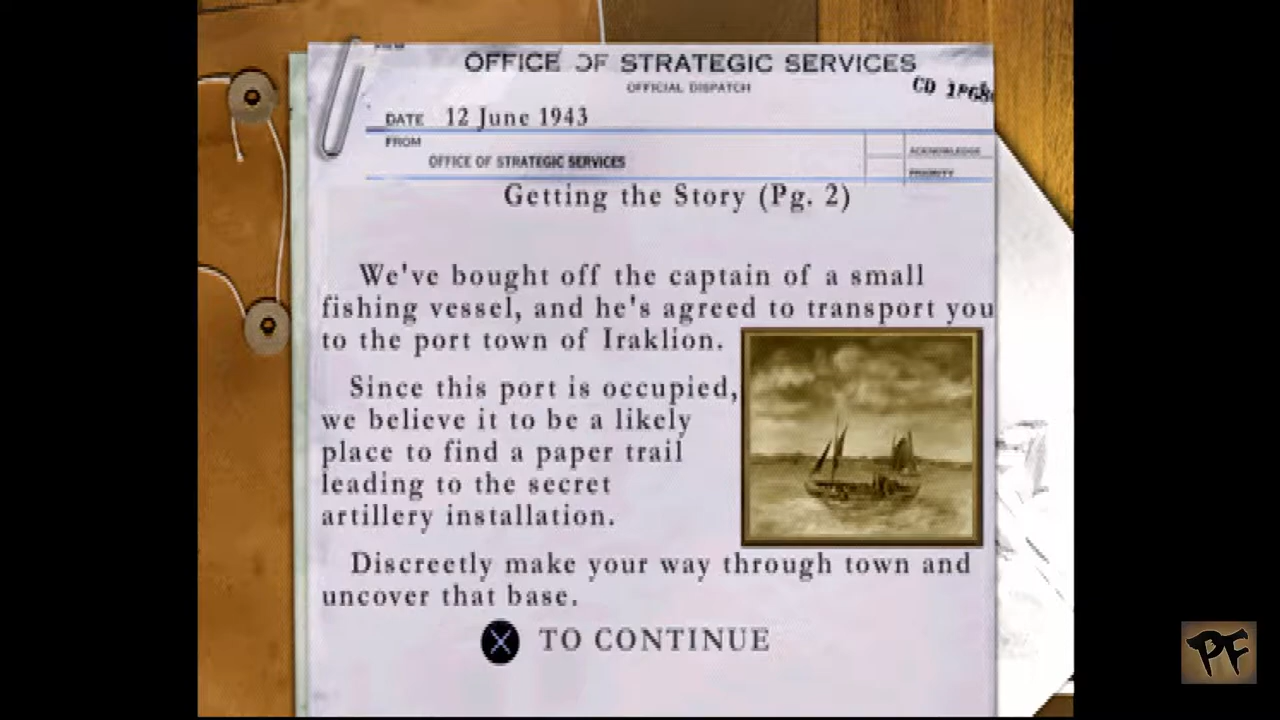 OFFICE OF STRATEGIC SERVICES
OFFICIAL DISPATCH
CD
DATE 12 June 1943
FROM
OFFICE OF STRATEGIC SERVICES
ACKNOWLEDGE
PRIORITY
Getting the Story (Pg. 2)
We've bought off the captain of a small
fishing vessel, and he's agreed to transport you
to the port town of Iraklion.
Since this port is occupied,
we believe it to be a likely
place to find a paper trail
leading to the secret
artillery installation.
Discreetly make your way through town and
uncover that base.
X TO CONTINUE
PF